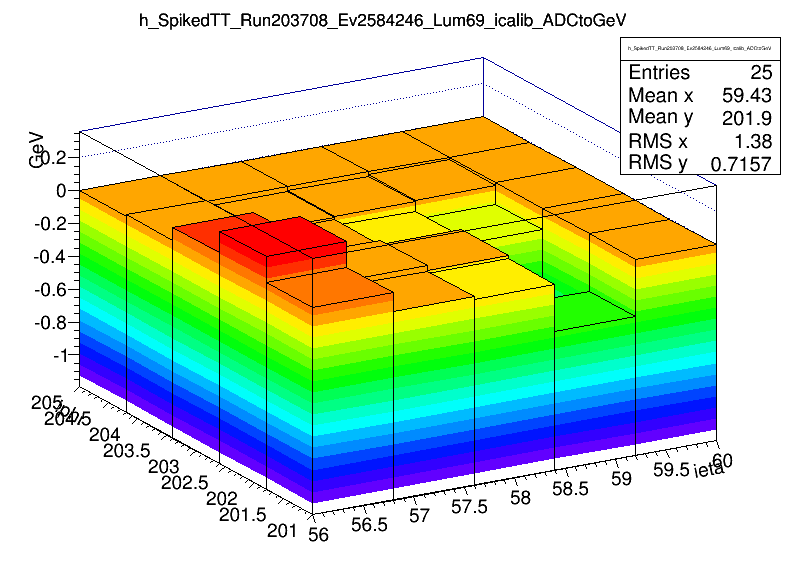 h_SpikedTT_Run203708_Ev2584246_Lum69_icalib_ADCtoGeV
h_SpikedTT_Run203708_Ev2584246_Lum69_icalib_ADCtoGeV
Entries 25
Mean x 59.43
Mean y 201.9
RMS x 1.38
RMS y 0.7157
GeV
0.2
0
-0.2
-0.4
-0.6
-0.8
-1
205
204.5
204
203.5
203
202.5
202
201.5
201
56
56.5
57
57.5
58
58.5
59
59.5
60
ieta